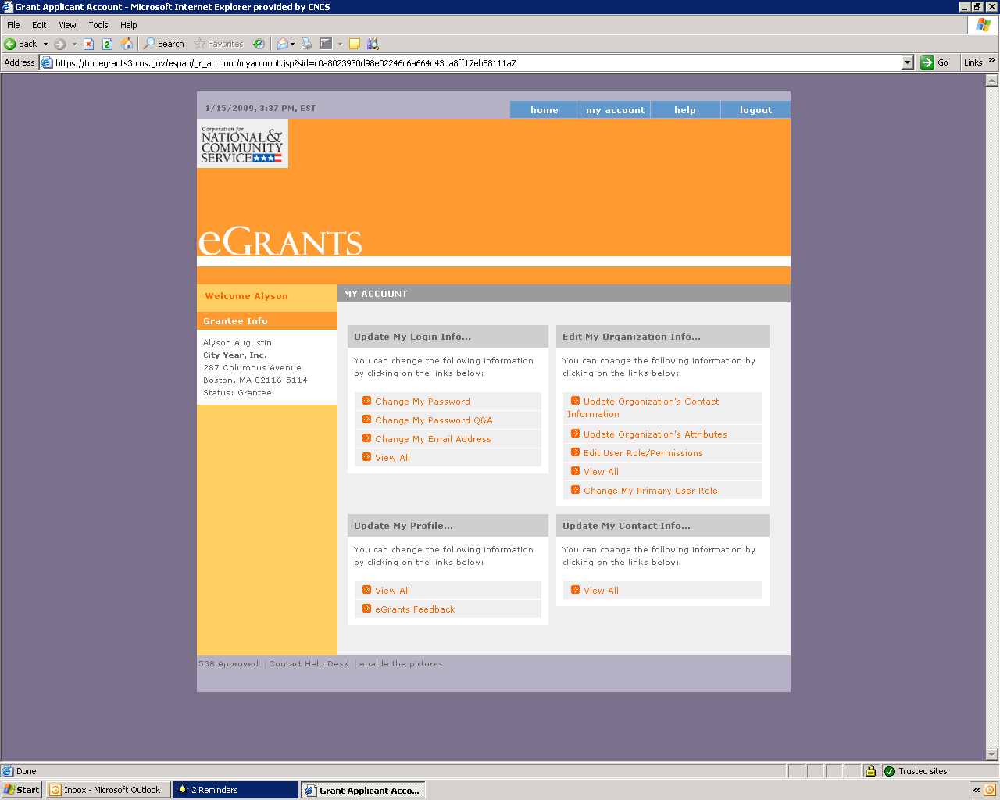 Grant Applicant Account - Microsoft Internet Explorer provided by CNCS
File Edit View Tools Help
Back Search Favorites
Address https://tmpegrants3.cns.gov/espan/gr_account/myaccount.jsp?sid=c0a8023930d98e02246c6a664d43ba8ff17eb58111a7 Go Links »
1/15/2009, 3:37 PM, EST
home my account help logout
Corporation for
NATIONAL &
COMMUNITY
SERVICE
eGRANTS
Welcome Alyson
Grantee Info
Alyson Augustin
City Year, Inc.
287 Columbus Avenue
Boston, MA 02116-5114
Status: Grantee
MY ACCOUNT
Update My Login Info...
You can change the following information
by clicking on the links below:
Change My Password
Change My Password Q&A
Change My Email Address
View All
Edit My Organization Info...
You can change the following information by
clicking on the links below:
Update Organization's Contact
Information
Update Organization's Attributes
Edit User Role/Permissions
View All
Change My Primary User Role
Update My Profile...
You can change the following information
by clicking on the links below:
View All
eGrants Feedback
Update My Contact Info...
You can change the following information by
clicking on the links below:
View All
508 Approved | Contact Help Desk | enable the pictures
Done Trusted sites
Start Inbox - Microsoft Outlook 2 Reminders Grant Applicant Acco... «